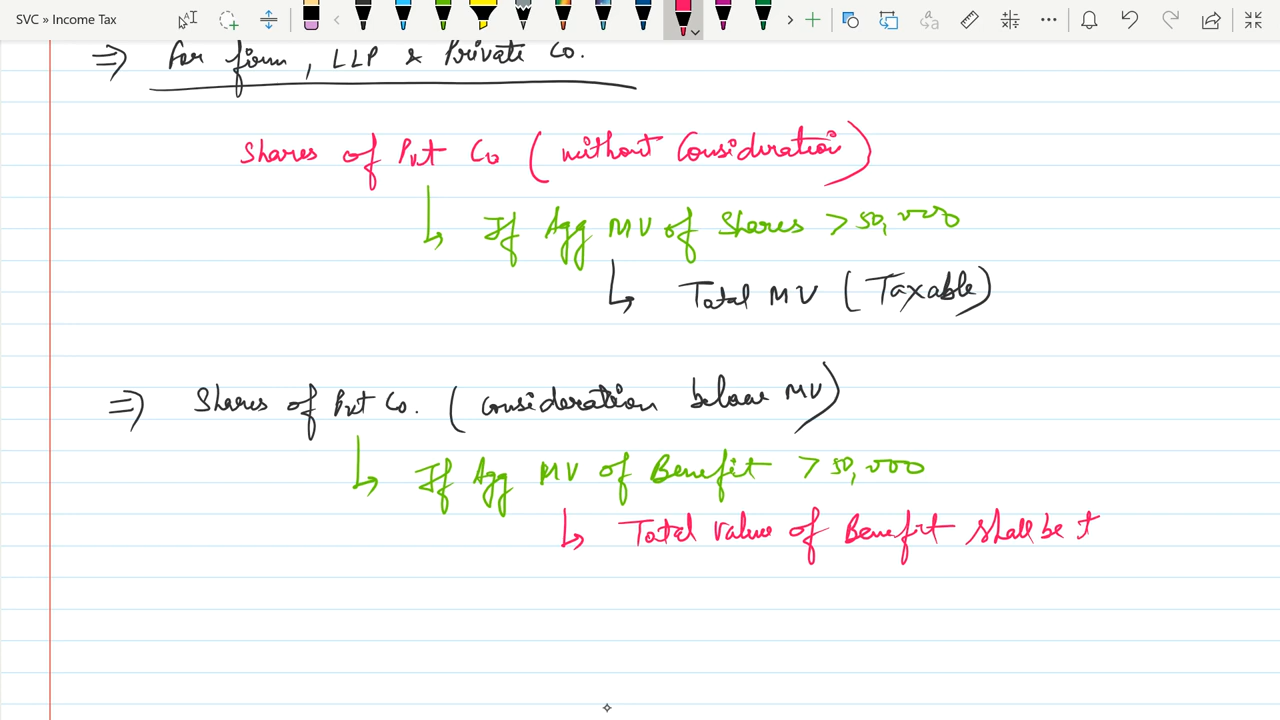 SVC » Income Tax
⇒ For firm, LLP & Private Co.
Shares of Pvt Co (without Consideration)
↳ If Agg MV of Shares > 50,000
↳ Total MV (Taxable)
⇒ Shares of Pvt Co. (consideration below MV)
↳ If Agg MV of Benefit > 50,000
↳ Total value of Benefit shall be t